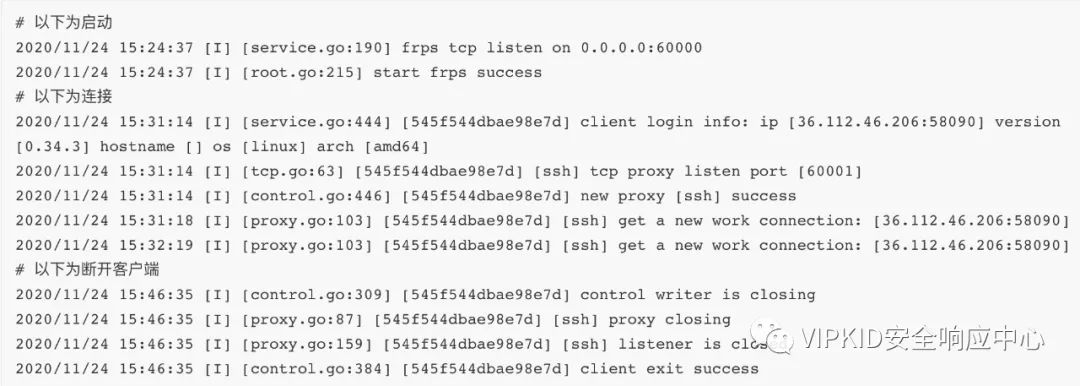 # 以下为启动
2020/11/24 15:24:37 [I] [service.go:190] frps tcp listen on 0.0.0.0:60000
2020/11/24 15:24:37 [I] [root.go:215] start frps success
# 以下为连接
2020/11/24 15:31:14 [I] [service.go:444] [545f544dbae98e7d] client login info: ip [36.112.46.206:58090] version
[0.34.3] hostname [] os [linux] arch [amd64]
2020/11/24 15:31:14 [I] [tcp.go:63] [545f544dbae98e7d] [ssh] tcp proxy listen port [60001]
2020/11/24 15:31:14 [I] [control.go:446] [545f544dbae98e7d] new proxy [ssh] success
2020/11/24 15:31:18 [I] [proxy.go:103] [545f544dbae98e7d] [ssh] get a new work connection: [36.112.46.206:58090]
2020/11/24 15:32:19 [I] [proxy.go:103] [545f544dbae98e7d] [ssh] get a new work connection: [36.112.46.206:58090]
# 以下为断开客户端
2020/11/24 15:46:35 [I] [control.go:309] [545f544dbae98e7d] control writer is closing
2020/11/24 15:46:35 [I] [proxy.go:87] [545f544dbae98e7d] [ssh] proxy closing
2020/11/24 15:46:35 [I] [proxy.go:159] [545f544dbae98e7d] [ssh] listener is closed
VIPKID安全响应中心
2020/11/24 15:46:35 [I] [control.go:384] [545f544dbae98e7d] client exit success